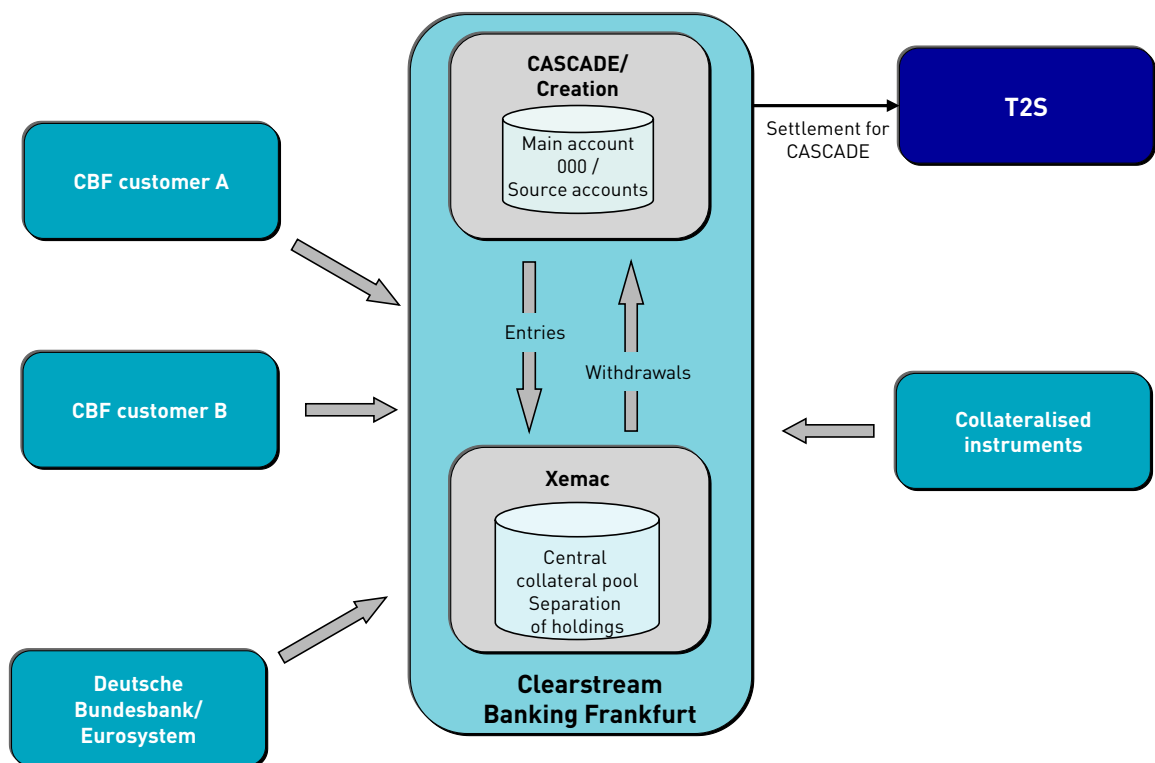 CASCADE/
Creation
Main account
000 /
Source accounts
T2S
Settlement for
CASCADE
CBF customer A
Entries
Withdrawals
CBF customer B
Collateralised
instruments
Xemac
Central
collateral pool
Separation
of holdings
Deutsche
Bundesbank/
Eurosystem
Clearstream
Banking Frankfurt